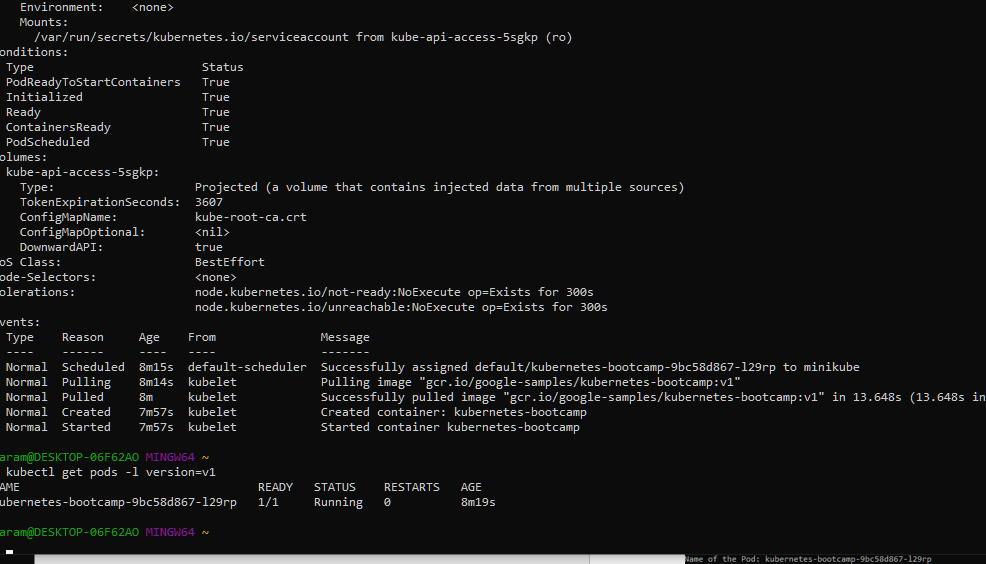 Environment:    <none>
Mounts:
/var/run/secrets/kubernetes.io/serviceaccount from kube-api-access-5sgkp (ro)
onditions:
Type                        Status
PodReadyToStartContainers   True
Initialized                 True
Ready                       True
ContainersReady             True
PodScheduled                True
olumes:
kube-api-access-5sgkp:
Type:                    Projected (a volume that contains injected data from multiple sources)
TokenExpirationSeconds:  3607
ConfigMapName:           kube-root-ca.crt
ConfigMapOptional:       <nil>
DownwardAPI:             true
oS Class:                   BestEffort
ode-Selectors:              <none>
olerations:                 node.kubernetes.io/not-ready:NoExecute op=Exists for 300s
node.kubernetes.io/unreachable:NoExecute op=Exists for 300s
vents:
Type    Reason     Age    From               Message
----    ------     ----   ----               -------
Normal  Scheduled  8m15s  default-scheduler  Successfully assigned default/kubernetes-bootcamp-9bc58d867-l29rp to minikube
Normal  Pulling    8m14s  kubelet            Pulling image "gcr.io/google-samples/kubernetes-bootcamp:v1"
Normal  Pulled     8m     kubelet            Successfully pulled image "gcr.io/google-samples/kubernetes-bootcamp:v1" in 13.648s (13.648s in
Normal  Created    7m57s  kubelet            Created container: kubernetes-bootcamp
Normal  Started    7m57s  kubelet            Started container kubernetes-bootcamp
aram@DESKTOP-06F62AO MINGW64 ~
kubectl get pods -l version=v1
AME                                  READY   STATUS    RESTARTS   AGE
ubernetes-bootcamp-9bc58d867-l29rp   1/1     Running   0          8m19s
aram@DESKTOP-06F62AO MINGW64 ~
Name of the Pod: kubernetes-bootcamp-9bc58d867-l29rp